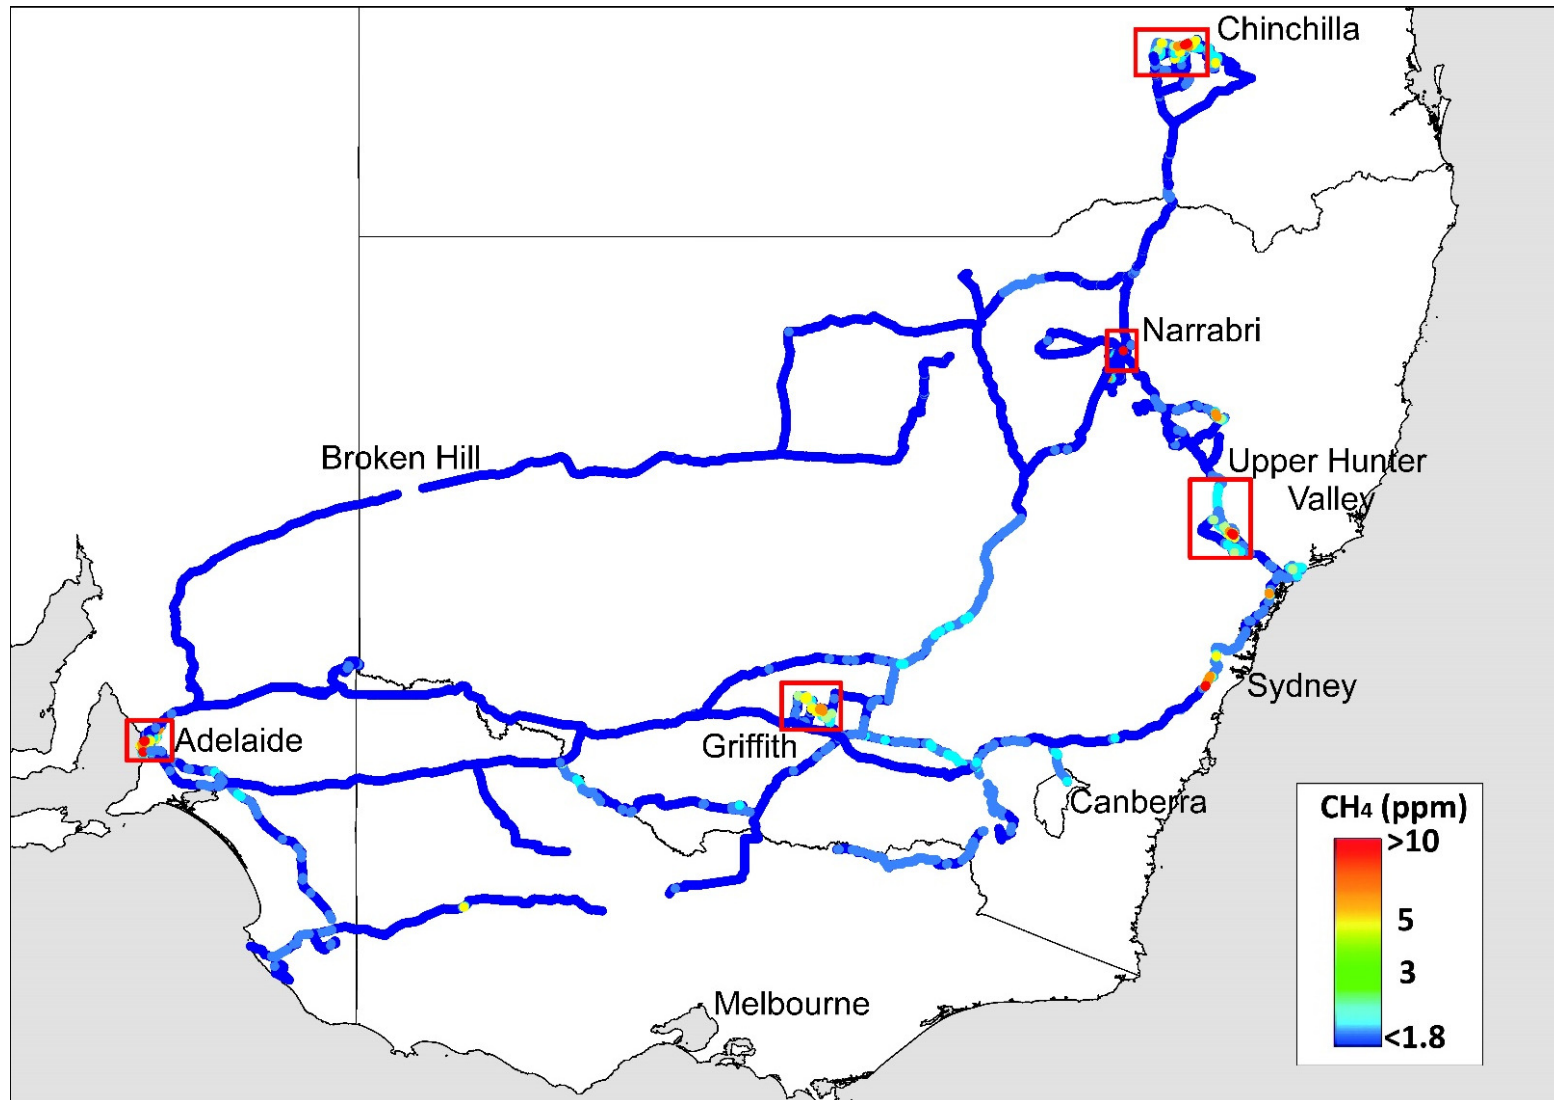 Chinchilla
Narrabri
Broken Hill
Upper Hunter
Valley
Sydney
Adelaide
Griffith
Canberra
Melbourne
CH₄ (ppm)
>10
5
3
<1.8